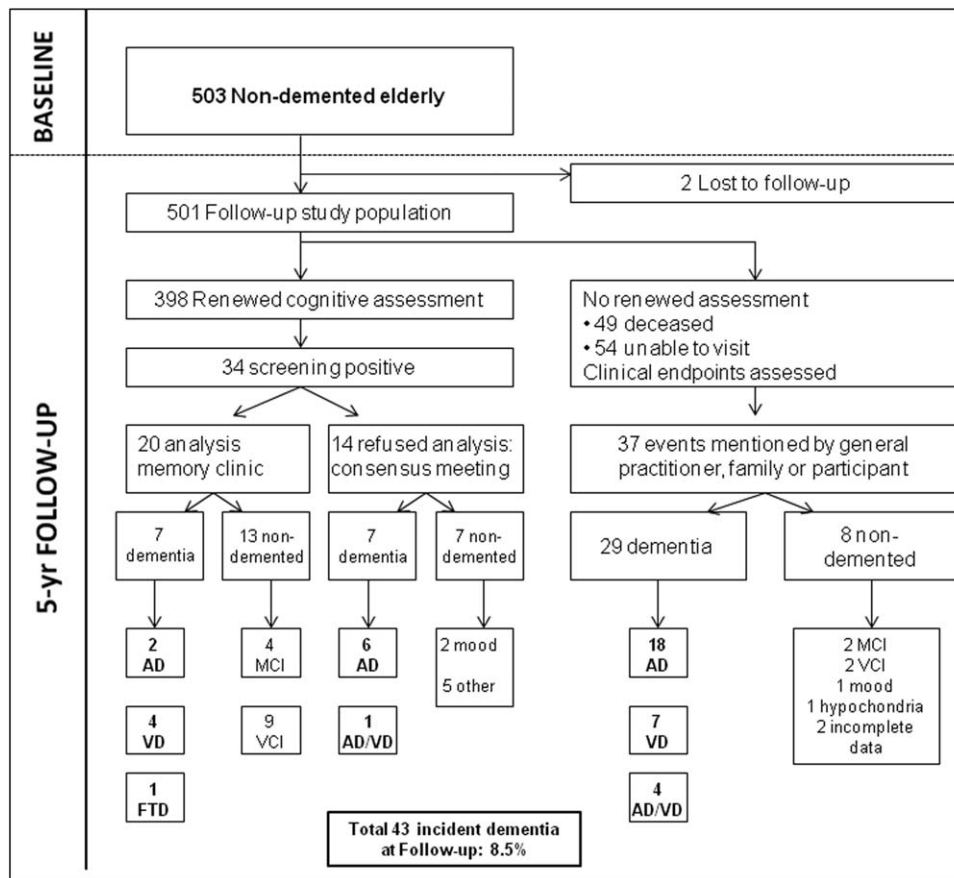 BASELINE
503 Non-demented elderly
2 Lost to follow-up
5-yr FOLLOW-UP
501 Follow-up study population
398 Renewed cognitive assessment
No renewed assessment
• 49 deceased
• 54 unable to visit
Clinical endpoints assessed
34 screening positive
20 analysis
memory clinic
14 refused analysis:
consensus meeting
37 events mentioned by general
practitioner, family or participant
7
dementia
13 non-
demented
7
dementia
7 non-
demented
29 dementia
8 non-
demented
2
AD
4
MCI
6
AD
2 mood
5 other
18
AD
2 MCI
2 VCI
1 mood
1 hypochondria
2 incomplete
data
4
VD
9
VCI
1
AD/VD
7
VD
1
FTD
4
AD/VD
Total 43 incident dementia
at Follow-up: 8.5%